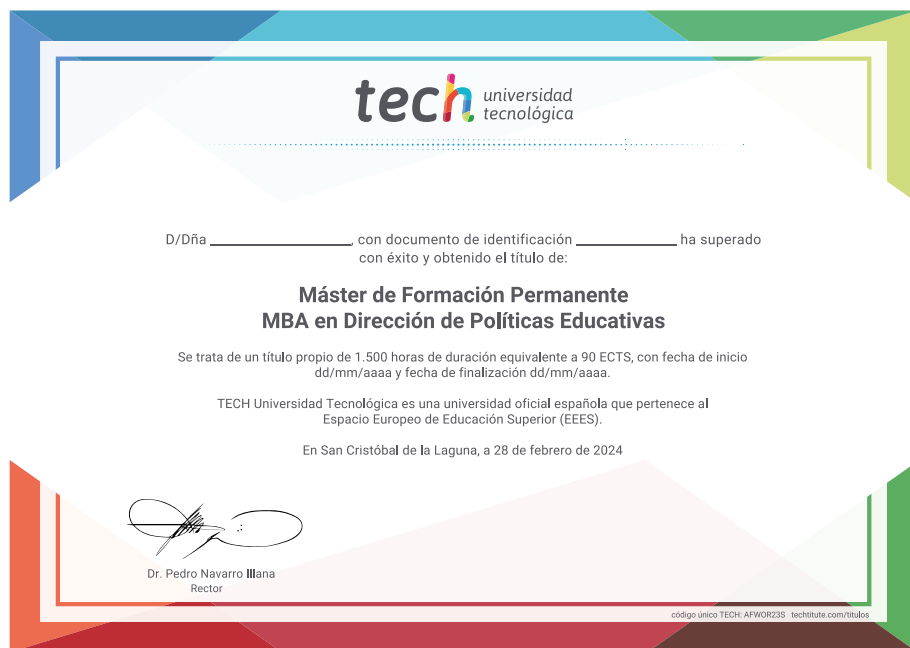 tech universidad
tecnológica
D/Dña ____________________, con documento de identificación ______________ ha superado
con éxito y obtenido el título de:
Máster de Formación Permanente
MBA en Dirección de Políticas Educativas
Se trata de un título propio de 1.500 horas de duración equivalente a 90 ECTS, con fecha de inicio
dd/mm/aaaa y fecha de finalización dd/mm/aaaa.
TECH Universidad Tecnológica es una universidad oficial española que pertenece al
Espacio Europeo de Educación Superior (EEES).
En San Cristóbal de la Laguna, a 28 de febrero de 2024
Dr. Pedro Navarro Illana
Rector
código único TECH: AFWOR23S techtitute.com/titulos